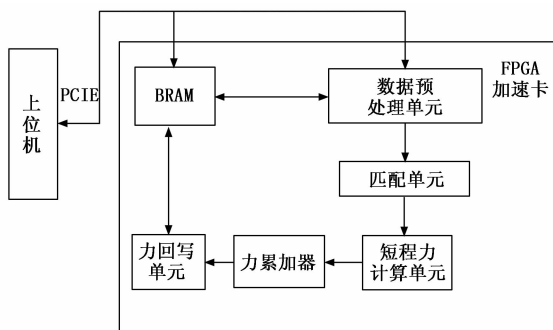 上位机
PCIE
BRAM
数据预
处理单元
FPGA
加速卡
匹配单元
力回写
单元
力累加器
短程力
计算单元